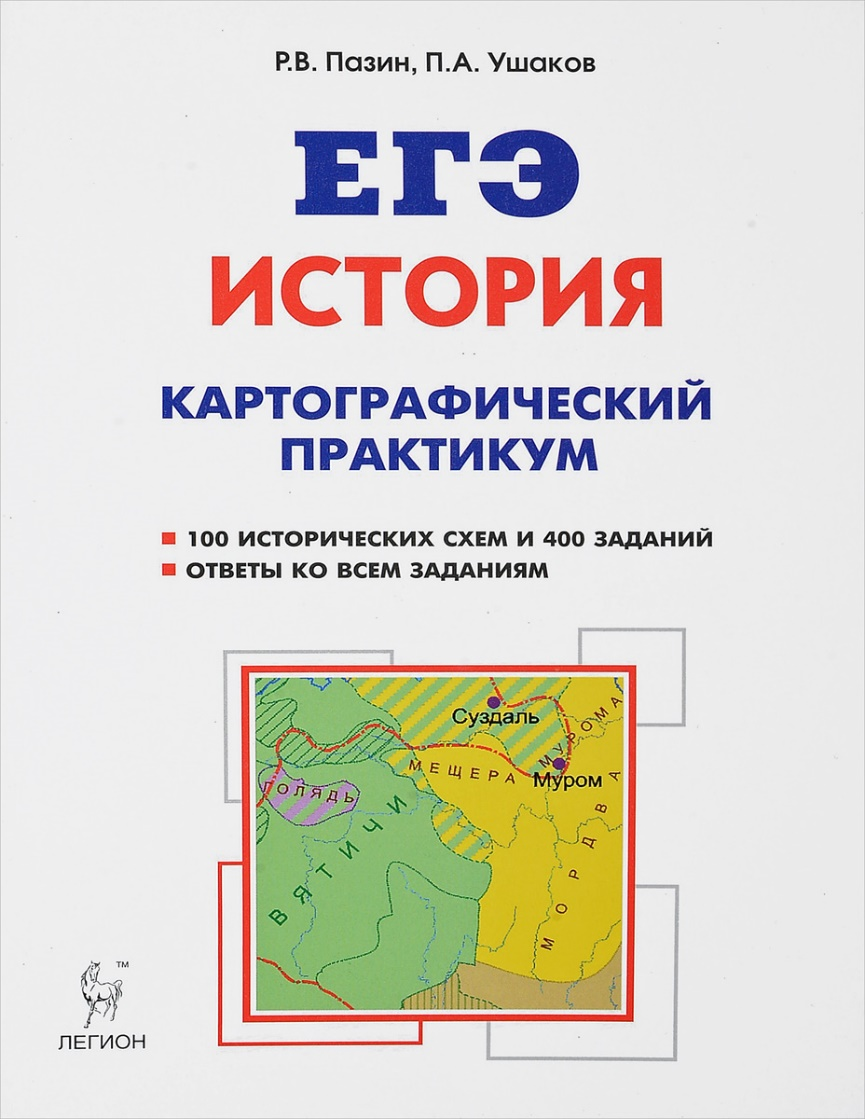 Р.В. Пазин, П.А. Ушаков
ЕГЭ
ИСТОРИЯ
КАРТОГРАФИЧЕСКИЙ
ПРАКТИКУМ
100 ИСТОРИЧЕСКИХ СХЕМ И 400 ЗАДАНИЙ
ОТВЕТЫ КО ВСЕМ ЗАДАНИЯМ
Суздаль
МУРОМА
МЕЩЕРА
Муром
ГОЛЯДЬ
ВЯТИЧИ
МОРДВА
TM
ЛЕГИОН